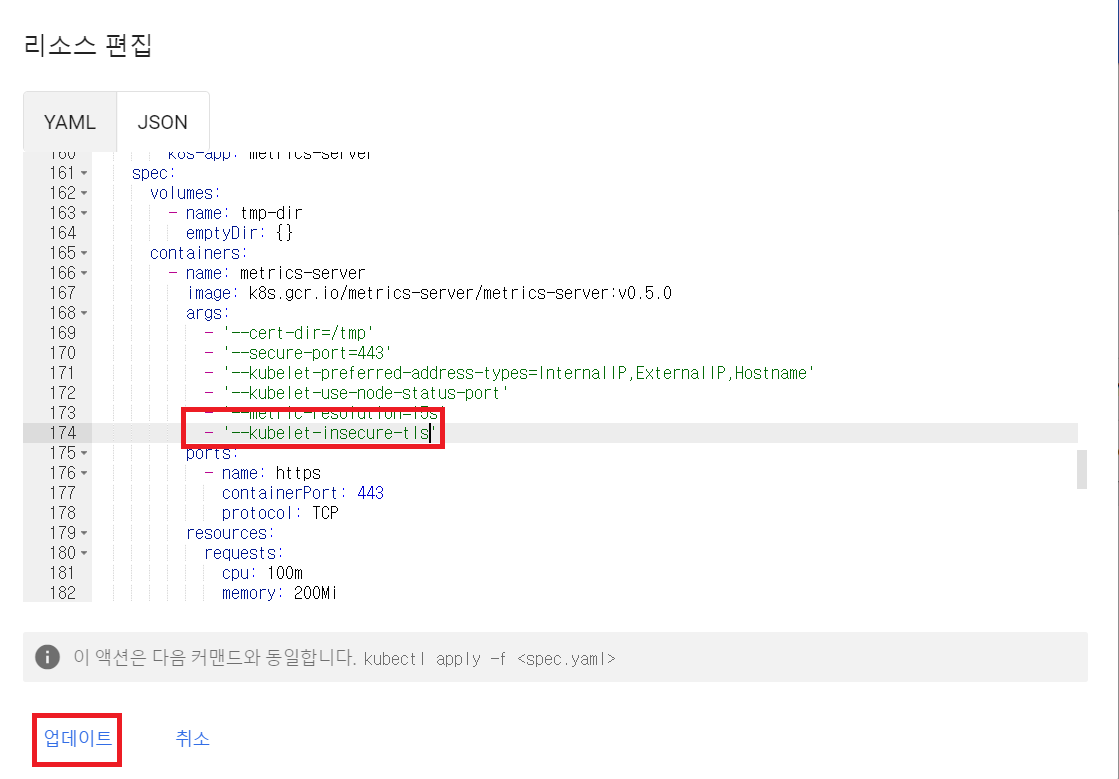 리소스 편집
YAML JSON
160 k8s-app: metrics-server
161 spec:
162 volumes:
163 - name: tmp-dir
164 emptyDir: {}
165 containers:
166 - name: metrics-server
167 image: k8s.gcr.io/metrics-server/metrics-server:v0.5.0
168 args:
169 - '--cert-dir=/tmp'
170 - '--secure-port=443'
171 - '--kubelet-preferred-address-types=InternalIP,ExternalIP,Hostname'
172 - '--kubelet-use-node-status-port'
173 - '--metric-resolution=15s'
174 - '--kubelet-insecure-tls'
175 ports:
176 - name: https
177 containerPort: 443
178 protocol: TCP
179 resources:
180 requests:
181 cpu: 100m
182 memory: 200Mi
이 액션은 다음 커맨드와 동일합니다. kubectl apply -f <spec.yaml>
업데이트 취소